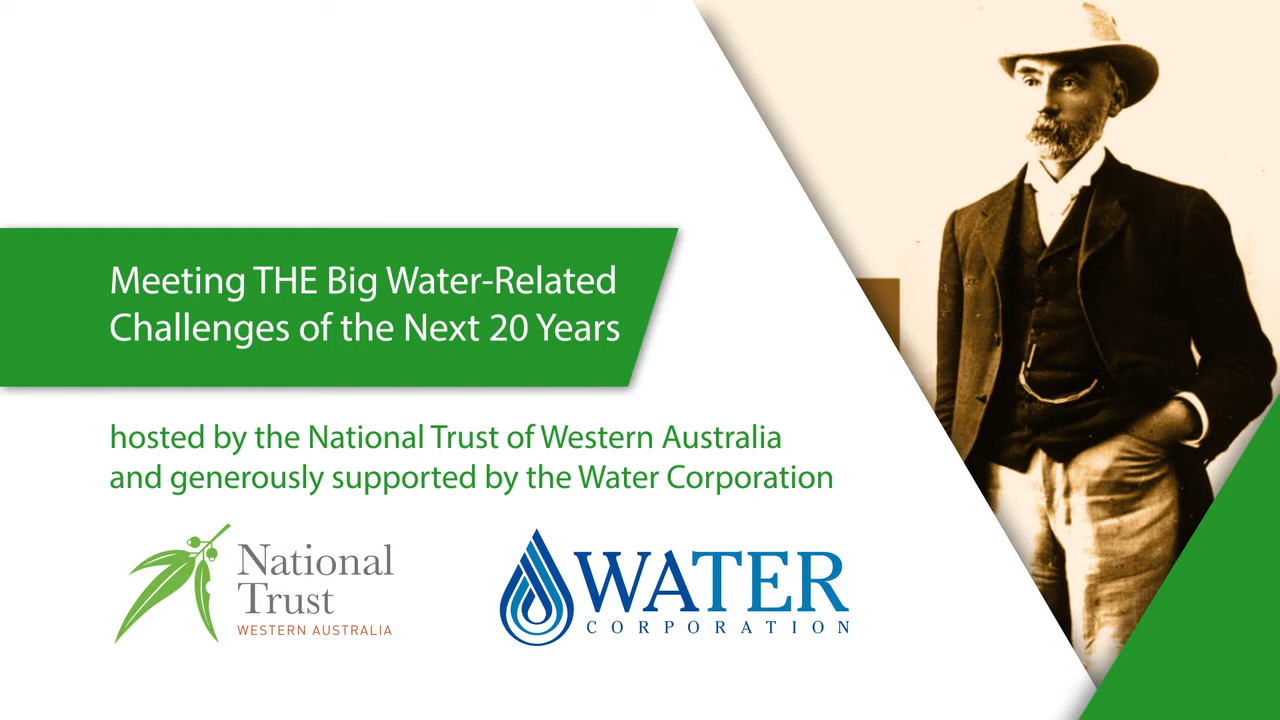 Meeting THE Big Water-Related
Challenges of the Next 20 Years
hosted by the National Trust of Western Australia
and generously supported by the Water Corporation
National
Trust
WESTERN AUSTRALIA
WATER
CORPORATION